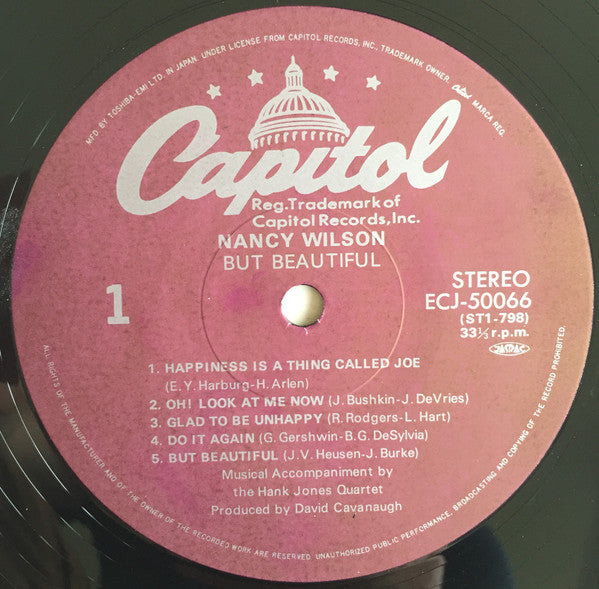 MFD BY TOSHIBA-EMI LTD. IN JAPAN UNDER LICENSE FROM CAPITOL RECORDS, INC., TRADEMARK OWNER. Capitol MARCA REG.
Capitol
Reg.Trademark of
Capitol Records,Inc.
NANCY WILSON
BUT BEAUTIFUL
1
STEREO
ECJ-50066
(ST1-798)
33⅓ r.p.m.
JASRAC
1. HAPPINESS IS A THING CALLED JOE
(E.Y. Harburg-H. Arlen)
2. OH! LOOK AT ME NOW (J. Bushkin-J. DeVries)
3. GLAD TO BE UNHAPPY (R. Rodgers-L. Hart)
4. DO IT AGAIN (G. Gershwin-B.G. DeSylvia)
5. BUT BEAUTIFUL (J.V. Heusen-J. Burke)
Musical Accompaniment by
the Hank Jones Quartet
Produced by David Cavanaugh
ALL RIGHTS OF THE MANUFACTURER AND OF THE OWNER OF THE RECORDED WORK ARE RESERVED. UNAUTHORIZED PUBLIC PERFORMANCE, BROADCASTING AND COPYING OF THE RECORD PROHIBITED.